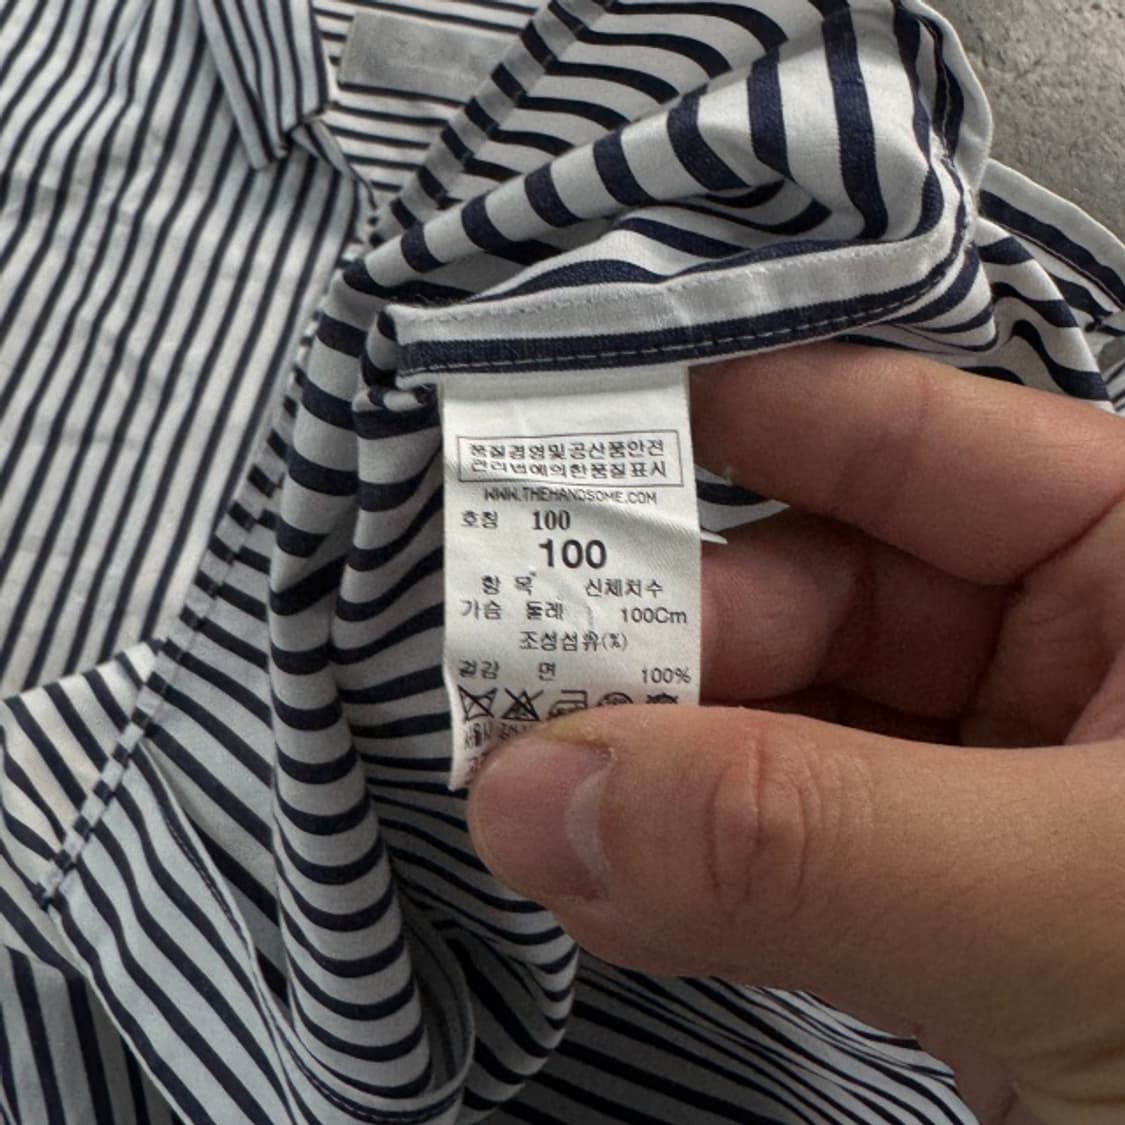 품질경영및공산품안전
관리법에의한품질표시
WWW.THEHANDSOME.COM
호칭 100
100
항 목 신체치수
가슴 둘레 100Cm
조성섬유(%)
겉감 면 100%